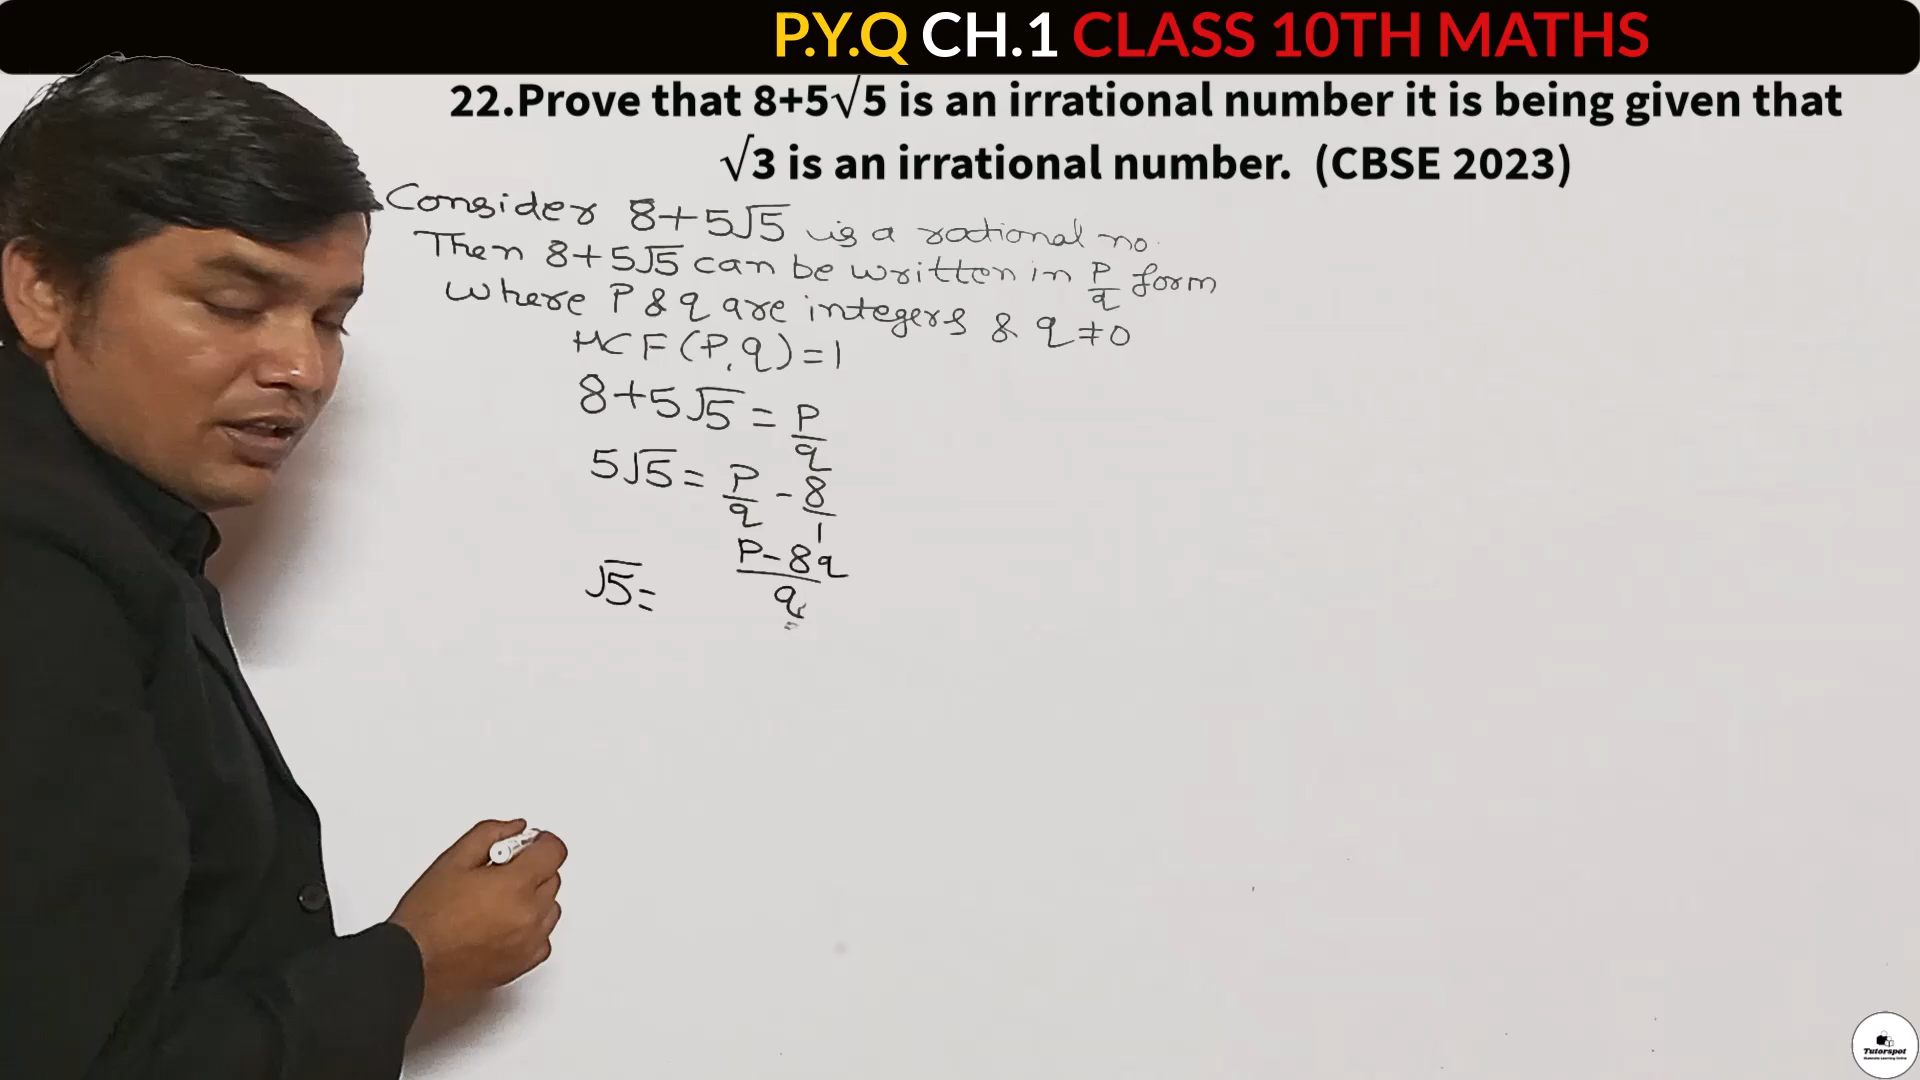 P.Y.Q CH.1 CLASS 10TH MATHS
22.Prove that 8+5√5 is an irrational number it is being given that
√3 is an irrational number. (CBSE 2023)
Consider 8+5√5 is a rational no.
Then 8+5√5 can be written in P/q form
where P & q are integers & q ≠ 0
HCF (P, q) = 1
8+5√5 = P/q
5√5 = P/q - 8/1
√5 = P-8q/q
Tutorspot